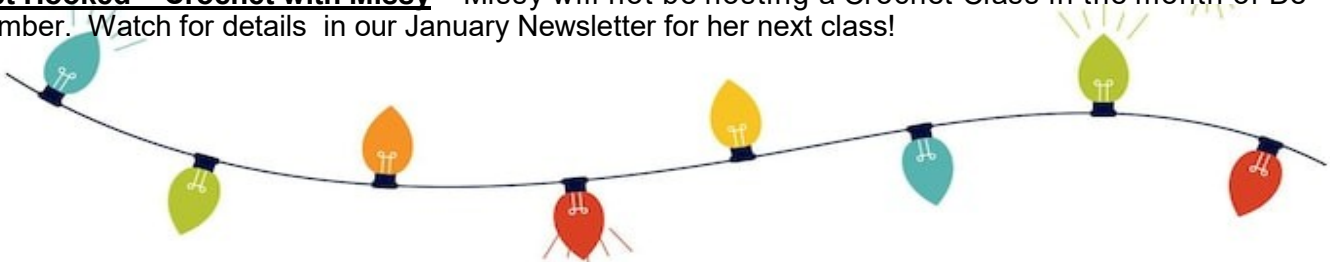 Hooked – Crochet with Missy – Missy will not be hosting a Crochet Class in the month of De
mber. Watch for details in our January Newsletter for her next class!